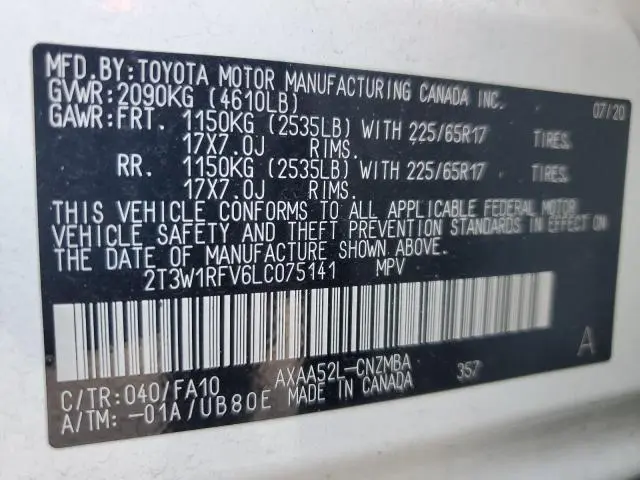 MFD.BY:TOYOTA MOTOR MANUFACTURING CANADA INC. 07/20
GVWR:2090KG (4610LB)
GAWR:FRT. 1150KG (2535LB) WITH 225/65R17 TIRES.
17X7.0J RIMS.
RR. 1150KG (2535LB) WITH 225/65R17 TIRES.
17X7.0J RIMS.
THIS VEHICLE CONFORMS TO ALL APPLICABLE FEDERAL MOTOR
VEHICLE SAFETY AND THEFT PREVENTION STANDARDS IN EFFECT ON
THE DATE OF MANUFACTURE SHOWN ABOVE.
2T3W1RFV6LC075141 MPV
A
C/TR:040/FA10 AXAA52L-CNZMBA 357
A/TM:-01A/UB80E MADE IN CANADA